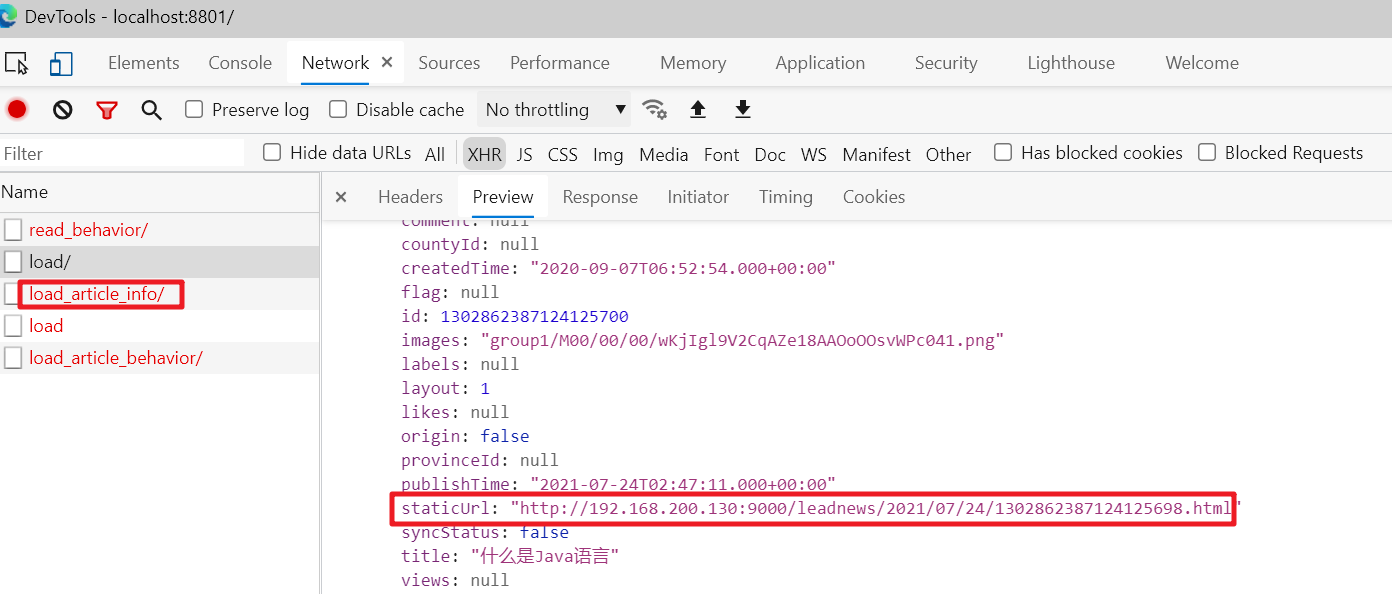 DevTools - localhost:8801/
Elements Console Network × Sources Performance Memory Application Security Lighthouse Welcome
Preserve log Disable cache No throttling ▼
Filter Hide data URLs All XHR JS CSS Img Media Font Doc WS Manifest Other Has blocked cookies Blocked Requests
Name
× Headers Preview Response Initiator Timing Cookies
read_behavior/
load/
load_article_info/
load
load_article_behavior/
comment: null
countyId: null
createdTime: "2020-09-07T06:52:54.000+00:00"
flag: null
id: 1302862387124125700
images: "group1/M00/00/00/wKjIgl9V2CqAZe18AAOoOOsvWPc041.png"
labels: null
layout: 1
likes: null
origin: false
provinceId: null
publishTime: "2021-07-24T02:47:11.000+00:00"
staticUrl: "http://192.168.200.130:9000/leadnews/2021/07/24/1302862387124125698.html"
syncStatus: false
title: "什么是Java语言"
views: null